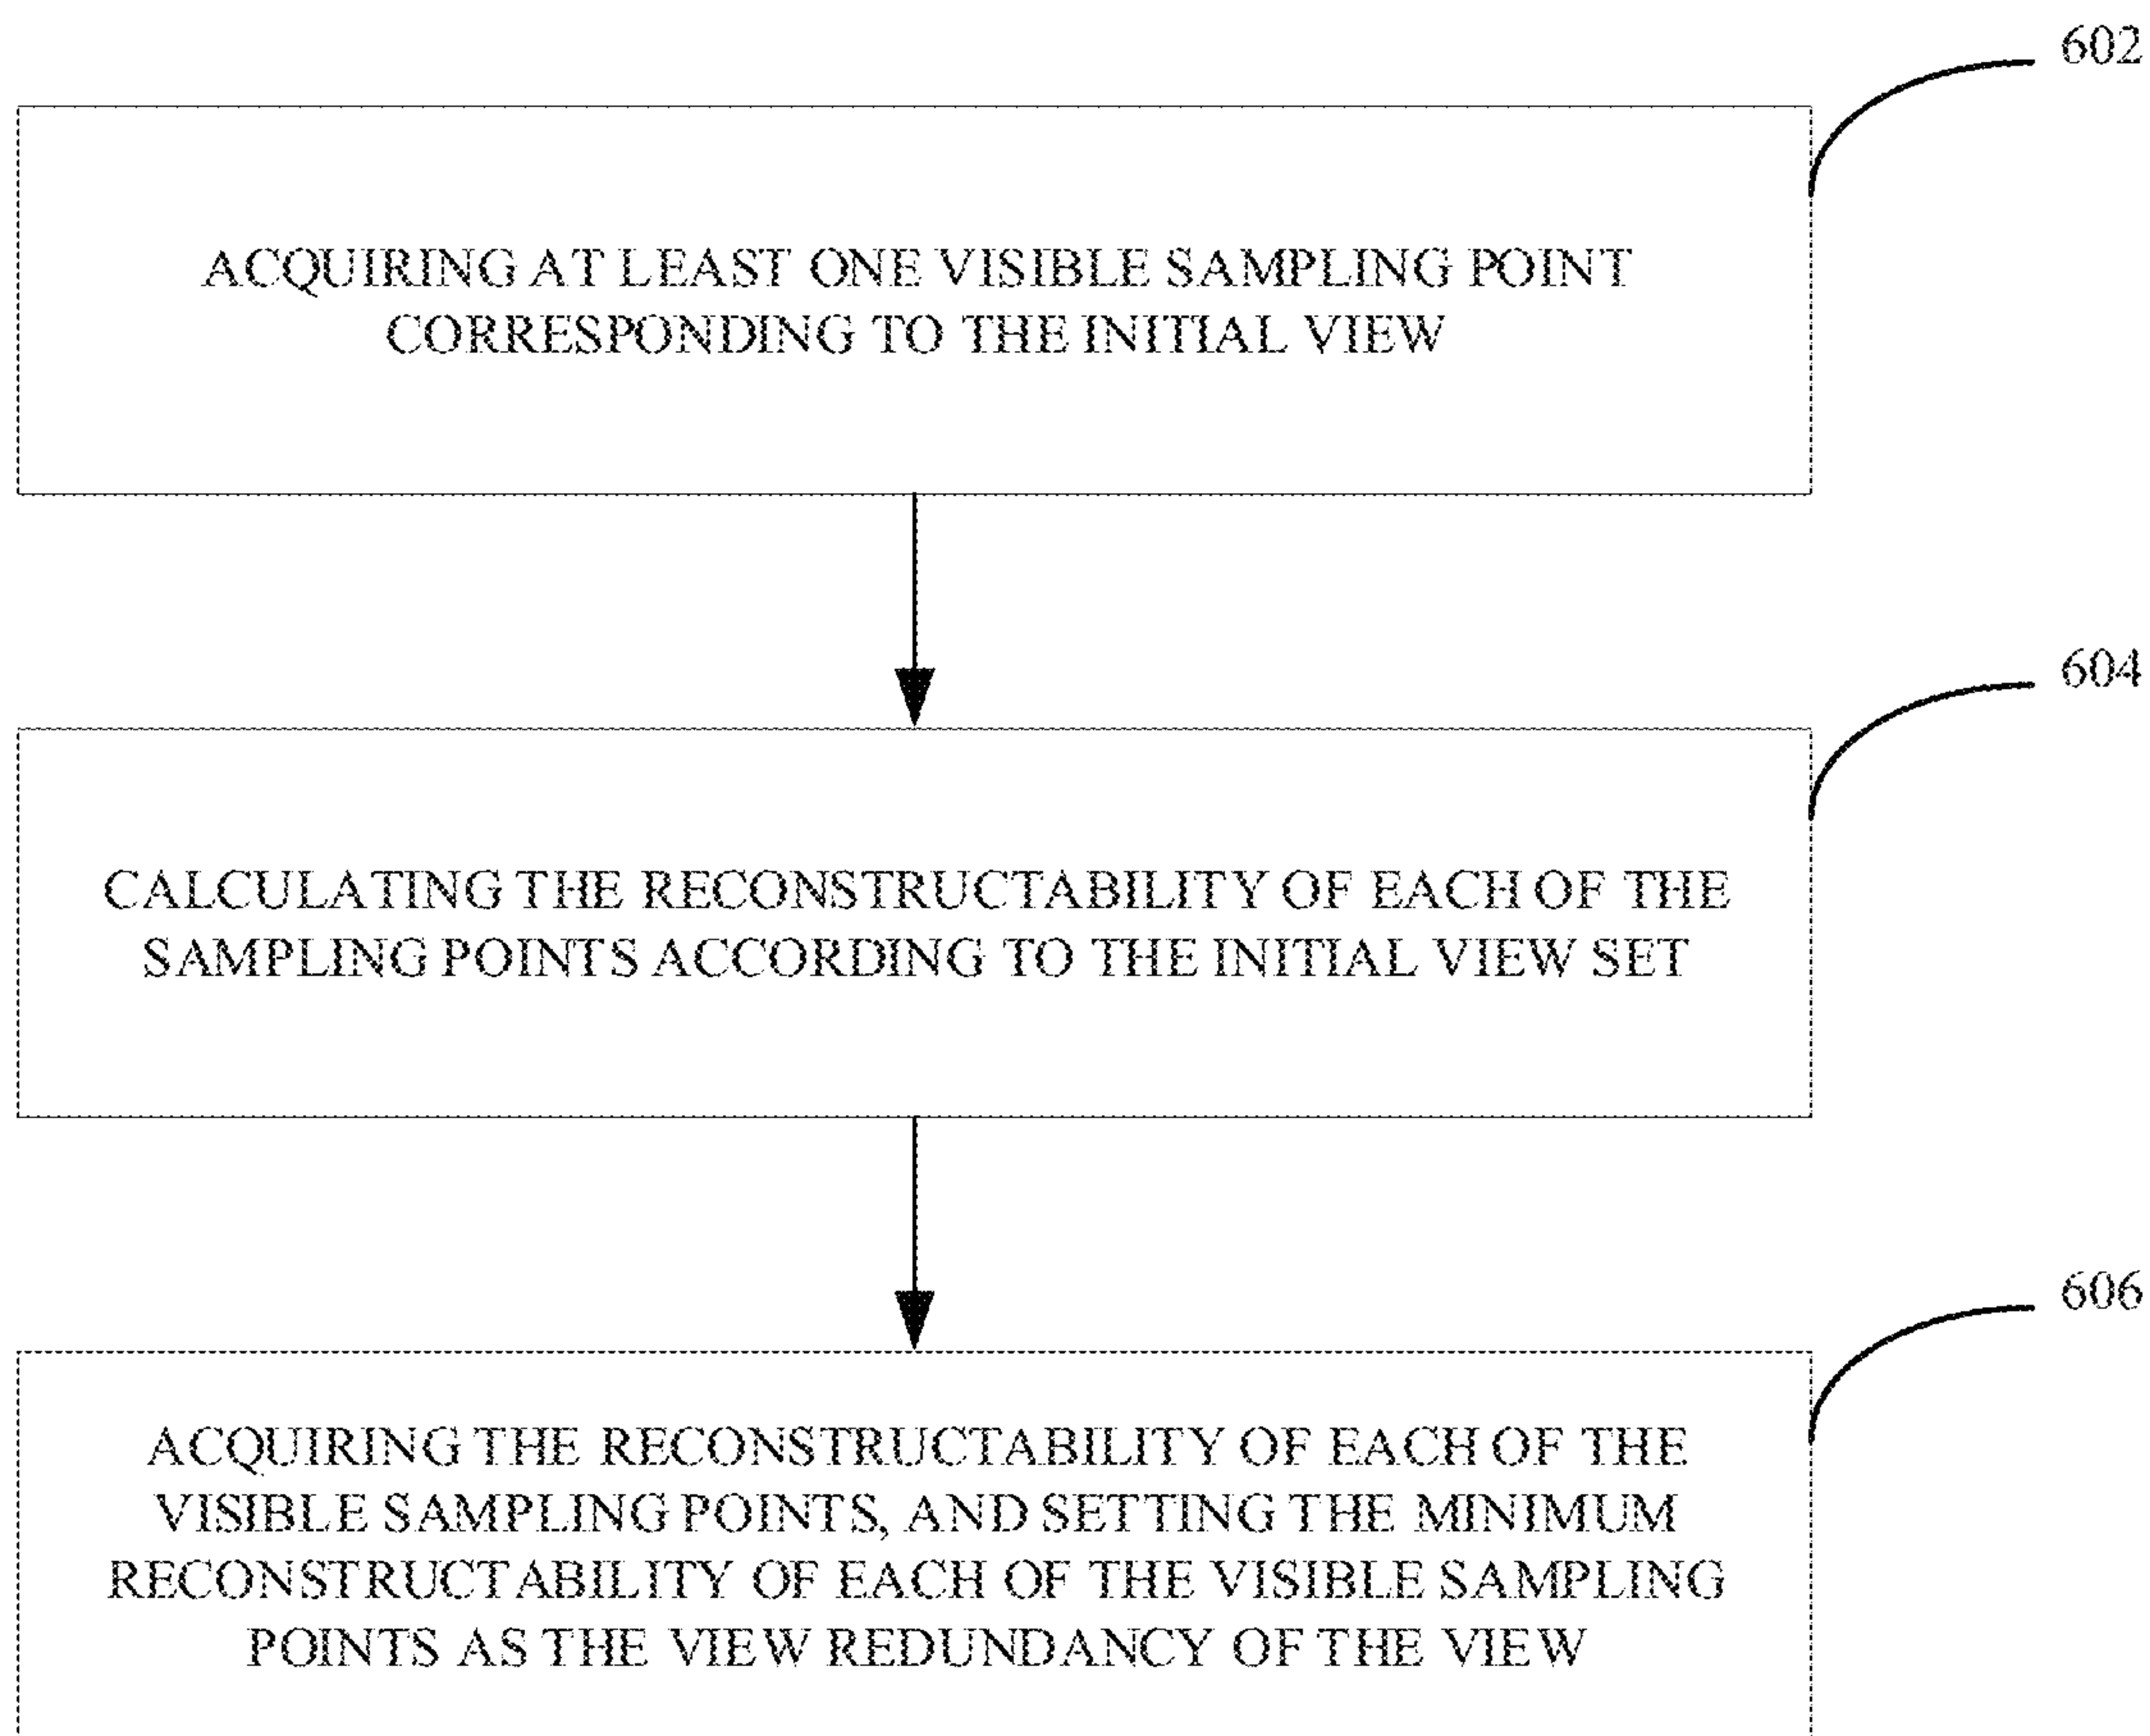 602
ACQUIRING AT LEAST ONE VISIBLE SAMPLING POINT
CORRESPONDING TO THE INITIAL VIEW
604
CALCULATING THE RECONSTRUCTABILITY OF EACH OF THE
SAMPLING POINTS ACCORDING TO THE INITIAL VIEW SET
606
ACQUIRING THE RECONSTRUCTABILITY OF EACH OF THE
VISIBLE SAMPLING POINTS, AND SETTING THE MINIMUM
RECONSTRUCTABILITY OF EACH OF THE VISIBLE SAMPLING
POINTS AS THE VIEW REDUNDANCY OF THE VIEW